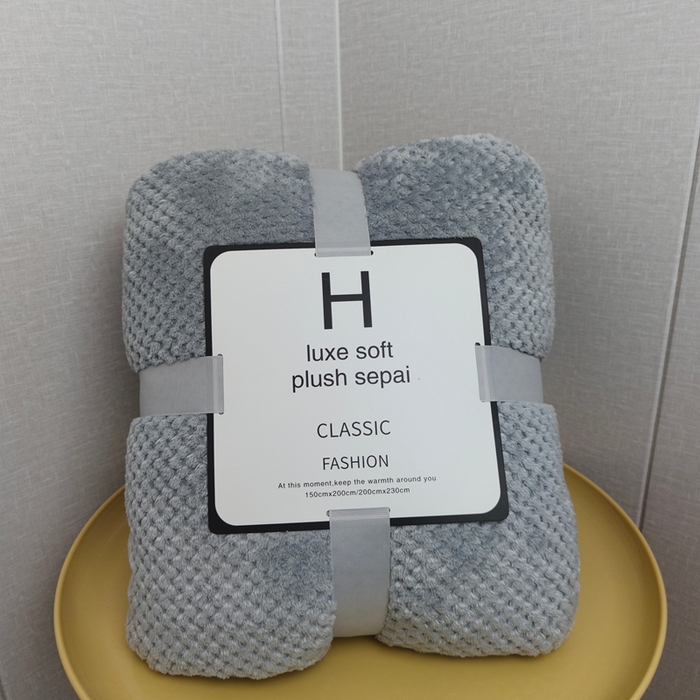 H
luxe soft
plush sepai
CLASSIC
FASHION
At this moment,keep the warmth around you
150cmx200cm/200cmx230cm